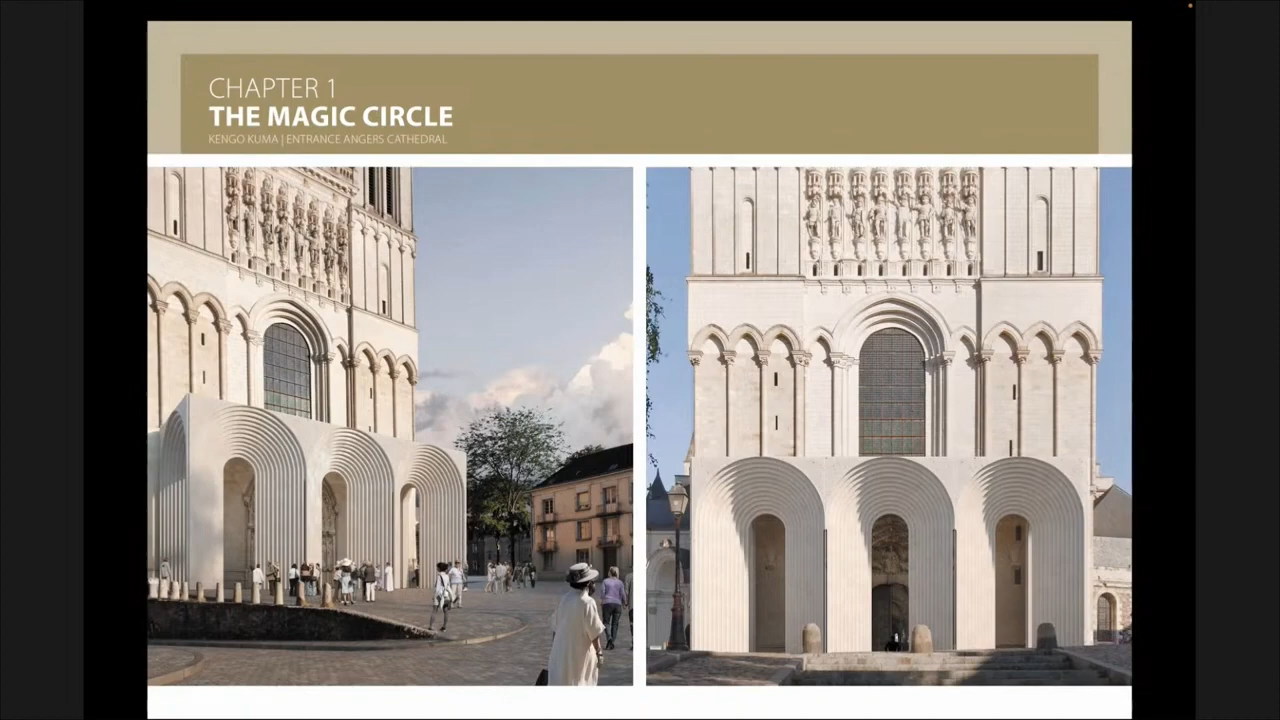 CHAPTER 1
THE MAGIC CIRCLE
KENGO KUMA | ENTRANCE ANGERS CATHEDRAL